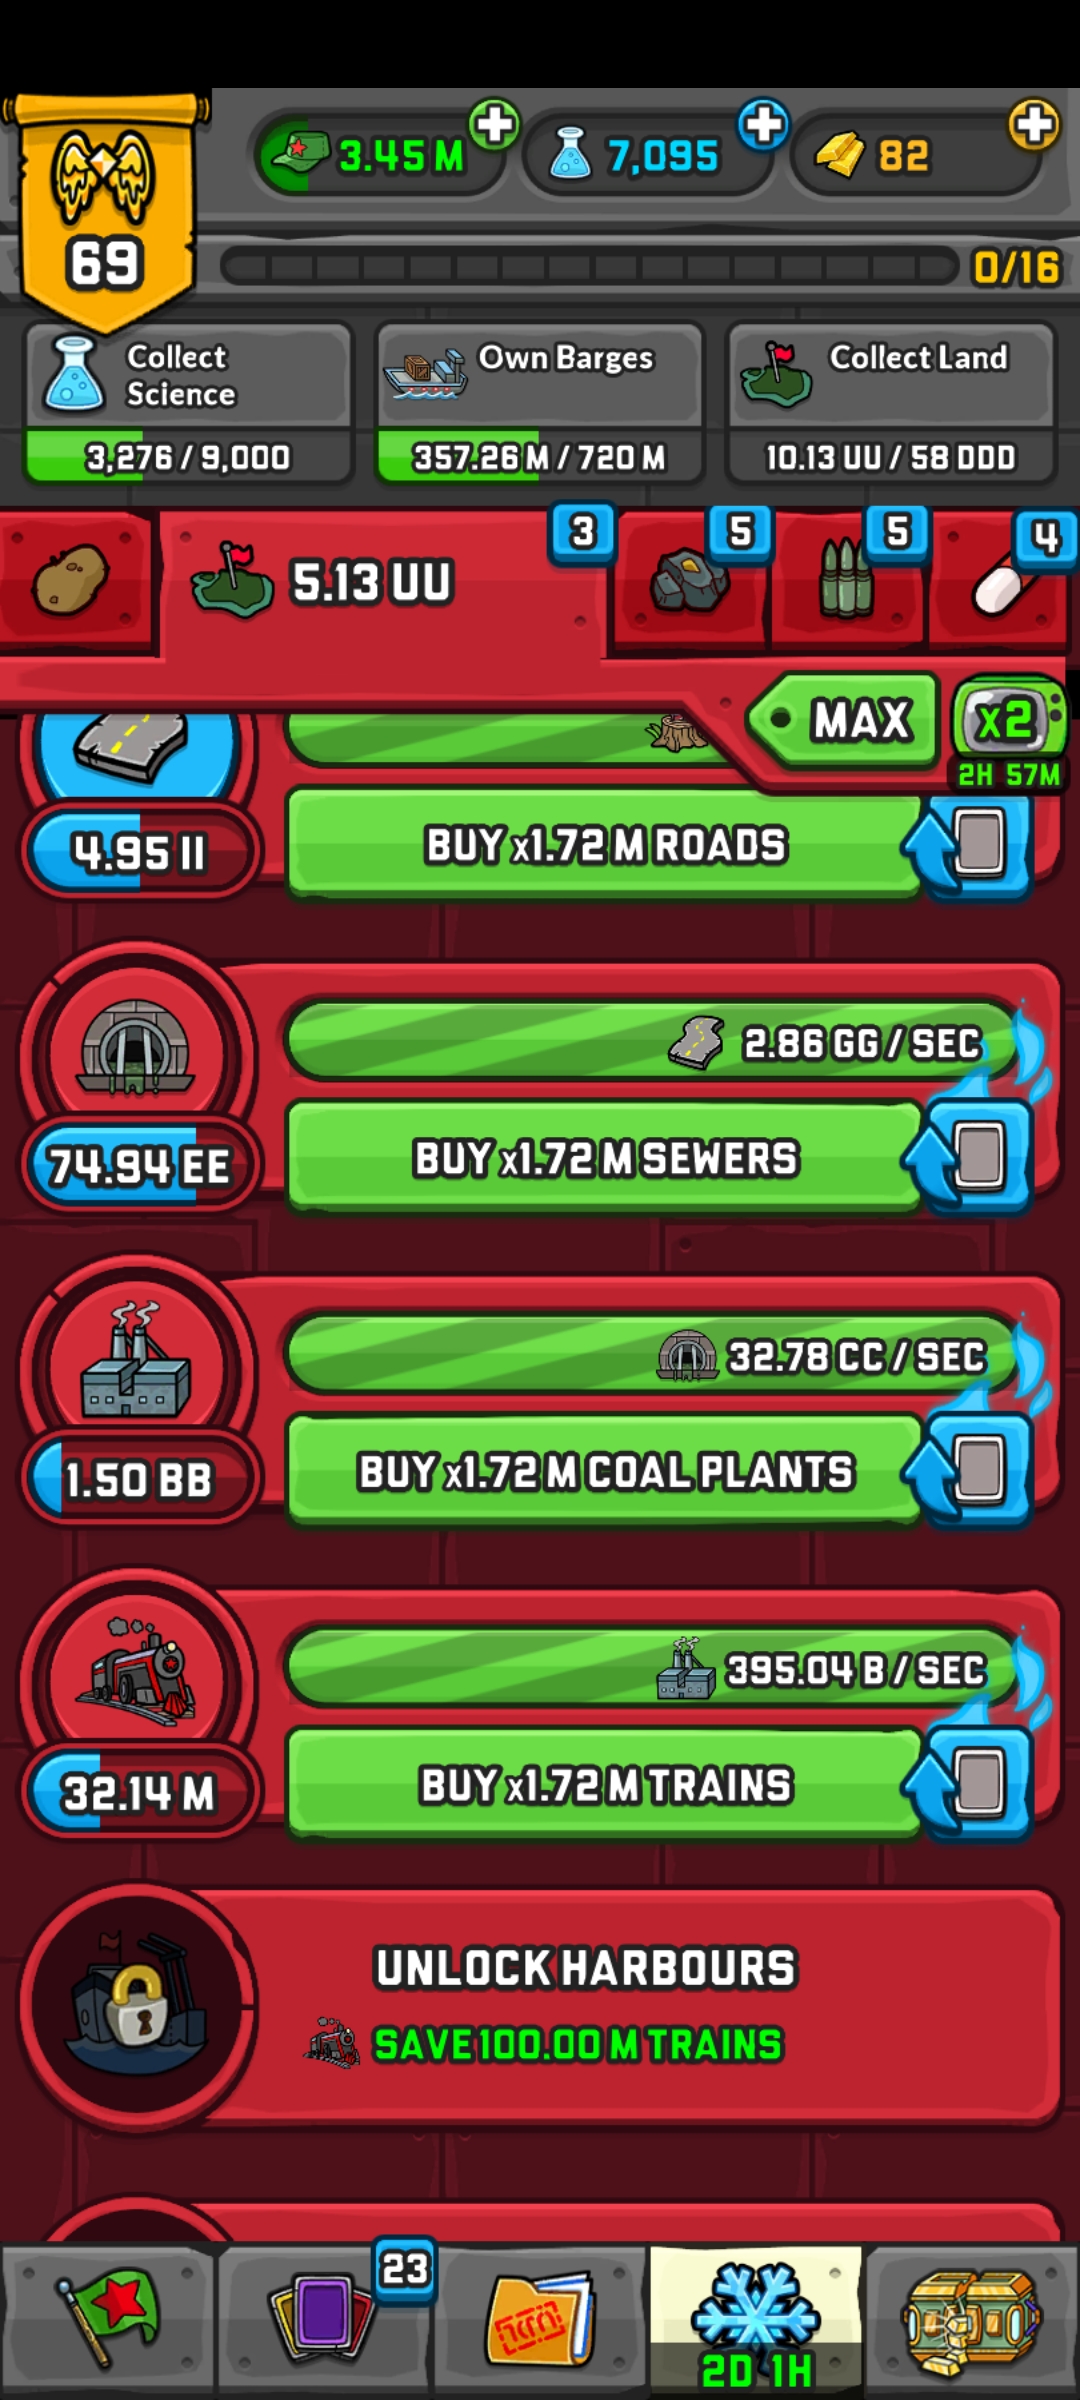 3.45 M
7,095
82
69
0/16
Collect
Science
3,276 / 9,000
Own Barges
357.26 M / 720 M
Collect Land
10.13 UU / 58 DDD
5.13 UU
3
5
5
4
MAX
x2
2H 57M
4.95 II
BUY x1.72 M ROADS
2.86 GG / SEC
74.94 EE
BUY x1.72 M SEWERS
32.78 CC / SEC
1.50 BB
BUY x1.72 M COAL PLANTS
395.04 B / SEC
32.14 M
BUY x1.72 M TRAINS
UNLOCK HARBOURS
SAVE 100.00 M TRAINS
23
2D 1H